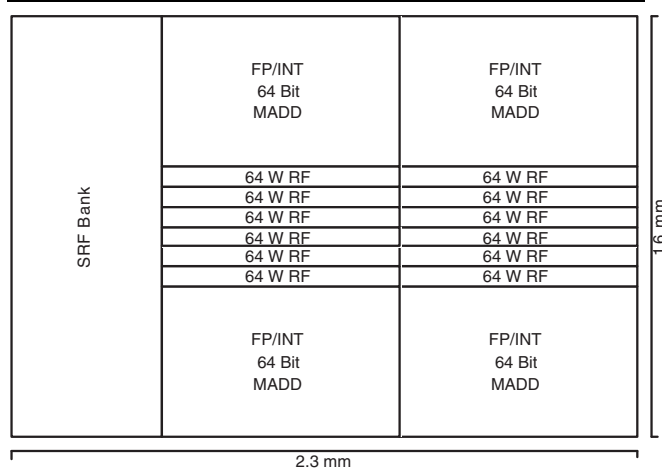 FP/INT
64 Bit
MADD
FP/INT
64 Bit
MADD
SRF Bank
64 W RF
64 W RF
64 W RF
64 W RF
64 W RF
64 W RF
64 W RF
64 W RF
64 W RF
64 W RF
64 W RF
64 W RF
FP/INT
64 Bit
MADD
FP/INT
64 Bit
MADD
1.6 mm
2.3 mm